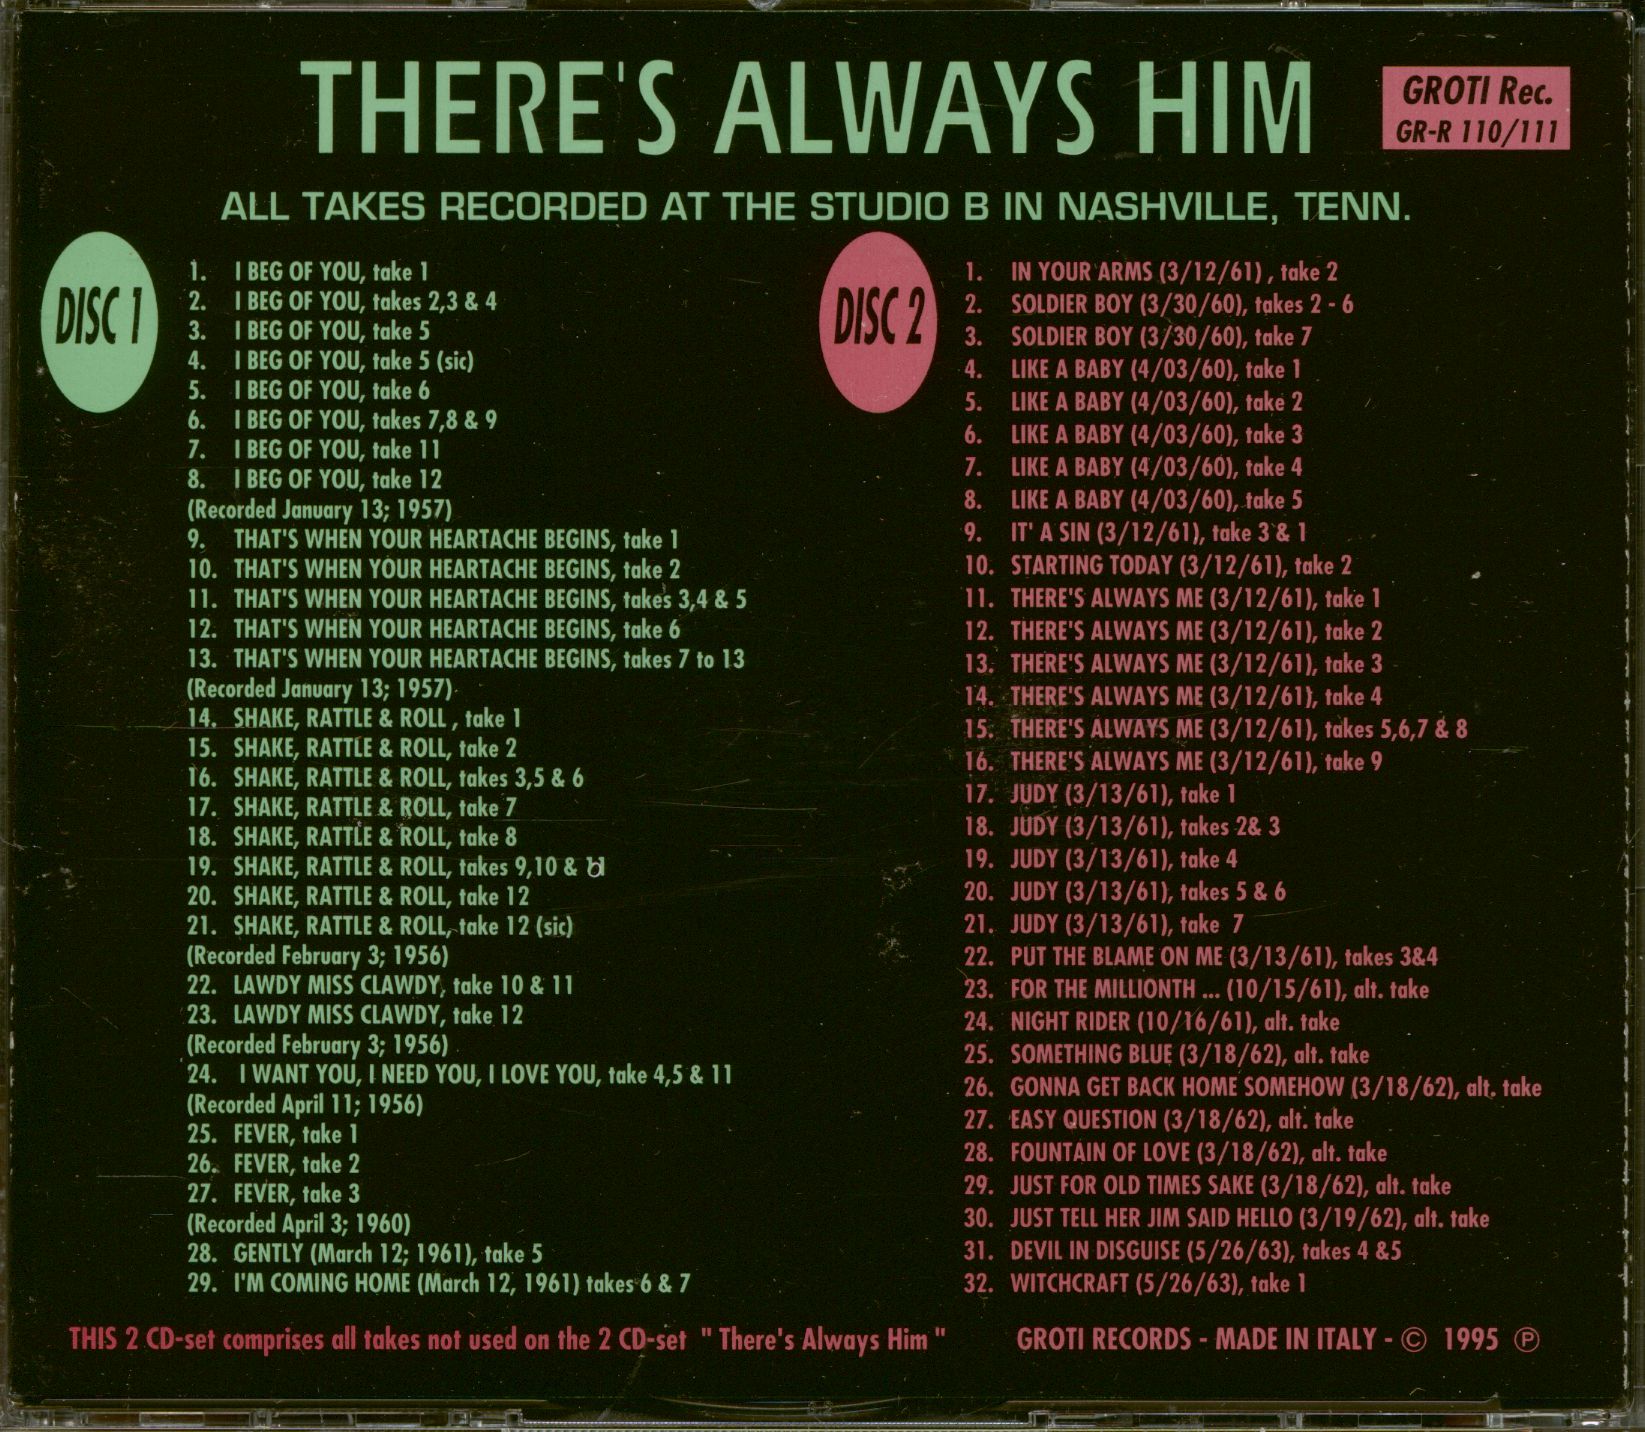 THERE'S ALWAYS HIM
GROTI Rec.
GR-R 110/111
ALL TAKES RECORDED AT THE STUDIO B IN NASHVILLE, TENN.
DISC 1
1. I BEG OF YOU, take 1
2. I BEG OF YOU, takes 2,3 & 4
3. I BEG OF YOU, take 5
4. I BEG OF YOU, take 5 (sic)
5. I BEG OF YOU, take 6
6. I BEG OF YOU, takes 7,8 & 9
7. I BEG OF YOU, take 11
8. I BEG OF YOU, take 12
(Recorded January 13; 1957)
9. THAT'S WHEN YOUR HEARTACHE BEGINS, take 1
10. THAT'S WHEN YOUR HEARTACHE BEGINS, take 2
11. THAT'S WHEN YOUR HEARTACHE BEGINS, takes 3,4 & 5
12. THAT'S WHEN YOUR HEARTACHE BEGINS, take 6
13. THAT'S WHEN YOUR HEARTACHE BEGINS, takes 7 to 13
(Recorded January 13; 1957)
14. SHAKE, RATTLE & ROLL , take 1
15. SHAKE, RATTLE & ROLL, take 2
16. SHAKE, RATTLE & ROLL, takes 3,5 & 6
17. SHAKE, RATTLE & ROLL, take 7
18. SHAKE, RATTLE & ROLL, take 8
19. SHAKE, RATTLE & ROLL, takes 9,10 & 11
20. SHAKE, RATTLE & ROLL, take 12
21. SHAKE, RATTLE & ROLL, take 12 (sic)
(Recorded February 3; 1956)
22. LAWDY MISS CLAWDY, take 10 & 11
23. LAWDY MISS CLAWDY, take 12
(Recorded February 3; 1956)
24. I WANT YOU, I NEED YOU, I LOVE YOU, take 4,5 & 11
(Recorded April 11; 1956)
25. FEVER, take 1
26. FEVER, take 2
27. FEVER, take 3
(Recorded April 3; 1960)
28. GENTLY (March 12; 1961), take 5
29. I'M COMING HOME (March 12, 1961) takes 6 & 7
DISC 2
1. IN YOUR ARMS (3/12/61) , take 2
2. SOLDIER BOY (3/30/60), takes 2 - 6
3. SOLDIER BOY (3/30/60), take 7
4. LIKE A BABY (4/03/60), take 1
5. LIKE A BABY (4/03/60), take 2
6. LIKE A BABY (4/03/60), take 3
7. LIKE A BABY (4/03/60), take 4
8. LIKE A BABY (4/03/60), take 5
9. IT' A SIN (3/12/61), take 3 & 1
10. STARTING TODAY (3/12/61), take 2
11. THERE'S ALWAYS ME (3/12/61), take 1
12. THERE'S ALWAYS ME (3/12/61), take 2
13. THERE'S ALWAYS ME (3/12/61), take 3
14. THERE'S ALWAYS ME (3/12/61), take 4
15. THERE'S ALWAYS ME (3/12/61), takes 5,6,7 & 8
16. THERE'S ALWAYS ME (3/12/61), take 9
17. JUDY (3/13/61), take 1
18. JUDY (3/13/61), takes 2& 3
19. JUDY (3/13/61), take 4
20. JUDY (3/13/61), takes 5 & 6
21. JUDY (3/13/61), take 7
22. PUT THE BLAME ON ME (3/13/61), takes 3&4
23. FOR THE MILLIONTH ... (10/15/61), alt. take
24. NIGHT RIDER (10/16/61), alt. take
25. SOMETHING BLUE (3/18/62), alt. take
26. GONNA GET BACK HOME SOMEHOW (3/18/62), alt. take
27. EASY QUESTION (3/18/62), alt. take
28. FOUNTAIN OF LOVE (3/18/62), alt. take
29. JUST FOR OLD TIMES SAKE (3/18/62), alt. take
30. JUST TELL HER JIM SAID HELLO (3/19/62), alt. take
31. DEVIL IN DISGUISE (5/26/63), takes 4 &5
32. WITCHCRAFT (5/26/63), take 1
THIS 2 CD-set comprises all takes not used on the 2 CD-set " There's Always Him "
GROTI RECORDS - MADE IN ITALY - © 1995 ℗